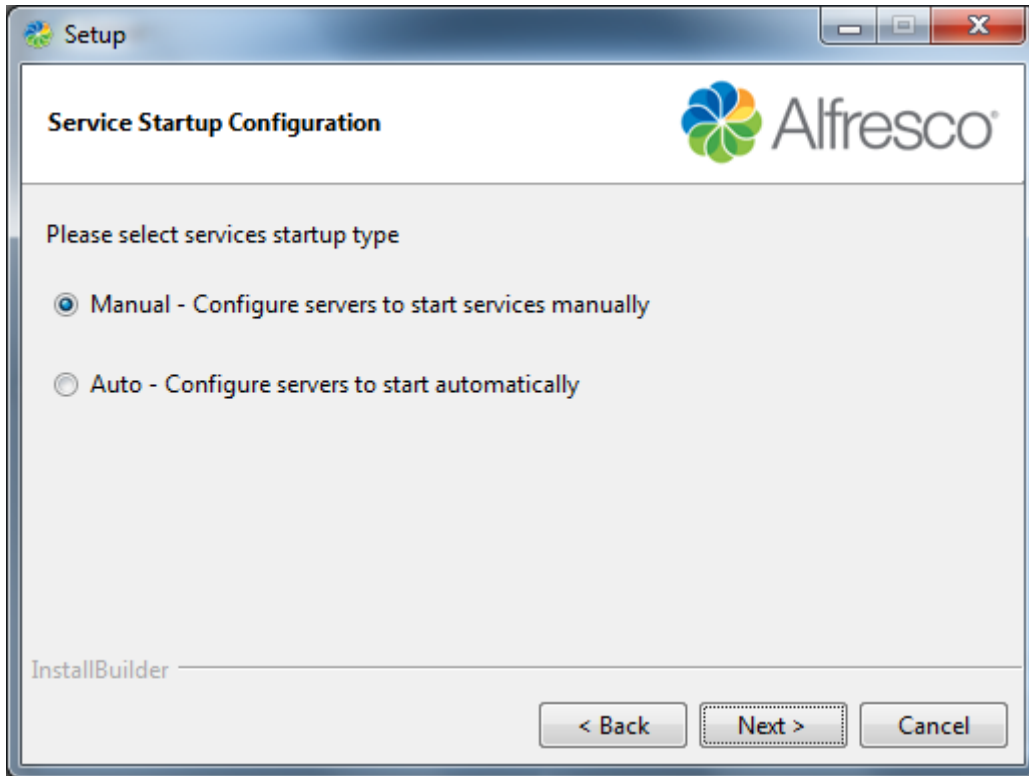 Setup
Service Startup Configuration
Alfresco®
Please select services startup type
Manual - Configure servers to start services manually
Auto - Configure servers to start automatically
InstallBuilder
< Back
Next >
Cancel